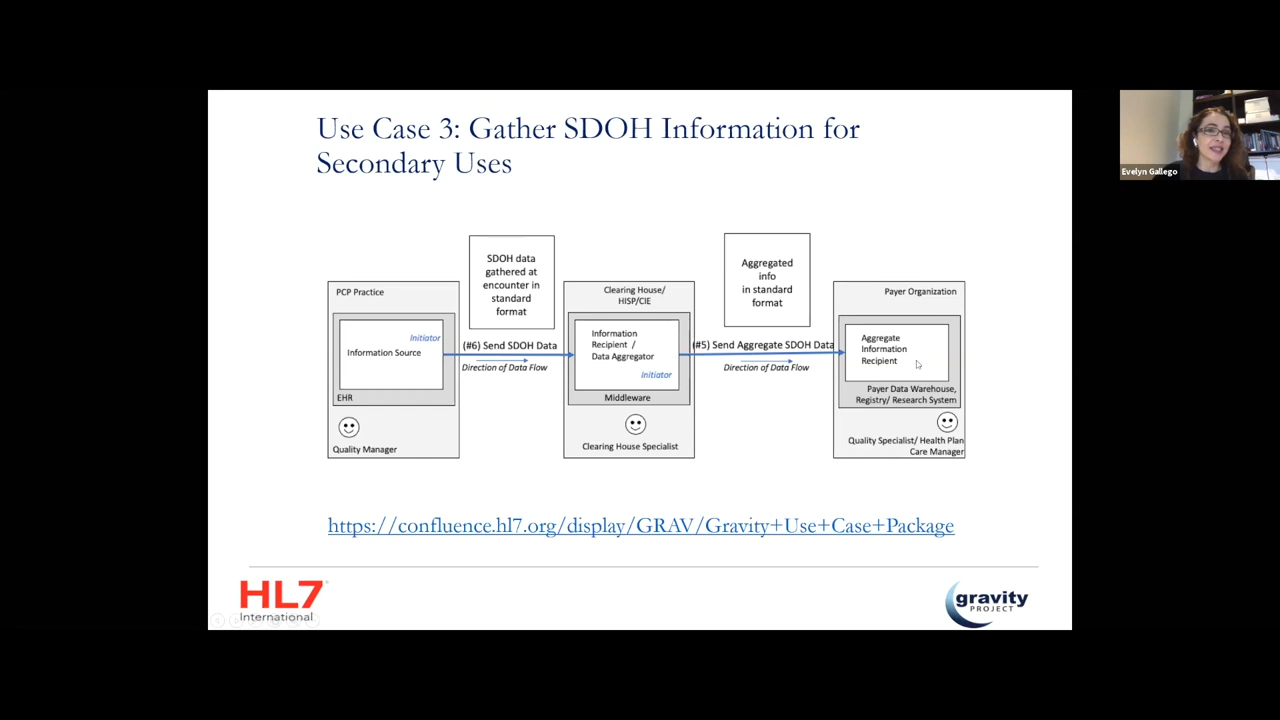 Use Case 3: Gather SDOH Information for
Secondary Uses
Evelyn Gallego
PCP Practice
Initiator
Information Source
EHR
Quality Manager
SDOH data
gathered at
encounter in
standard
format
(#6) Send SDOH Data
Direction of Data Flow
Clearing House/
HISP/CIE
Information
Recipient /
Data Aggregator
Initiator
Middleware
Clearing House Specialist
Aggregated
info
in standard
format
(#5) Send Aggregate SDOH Data
Direction of Data Flow
Payer Organization
Aggregate
Information
Recipient
Payer Data Warehouse,
Registry/ Research System
Quality Specialist/ Health Plan
Care Manager
https://confluence.hl7.org/display/GRAV/Gravity+Use+Case+Package
HL7
International
gravity
PROJECT